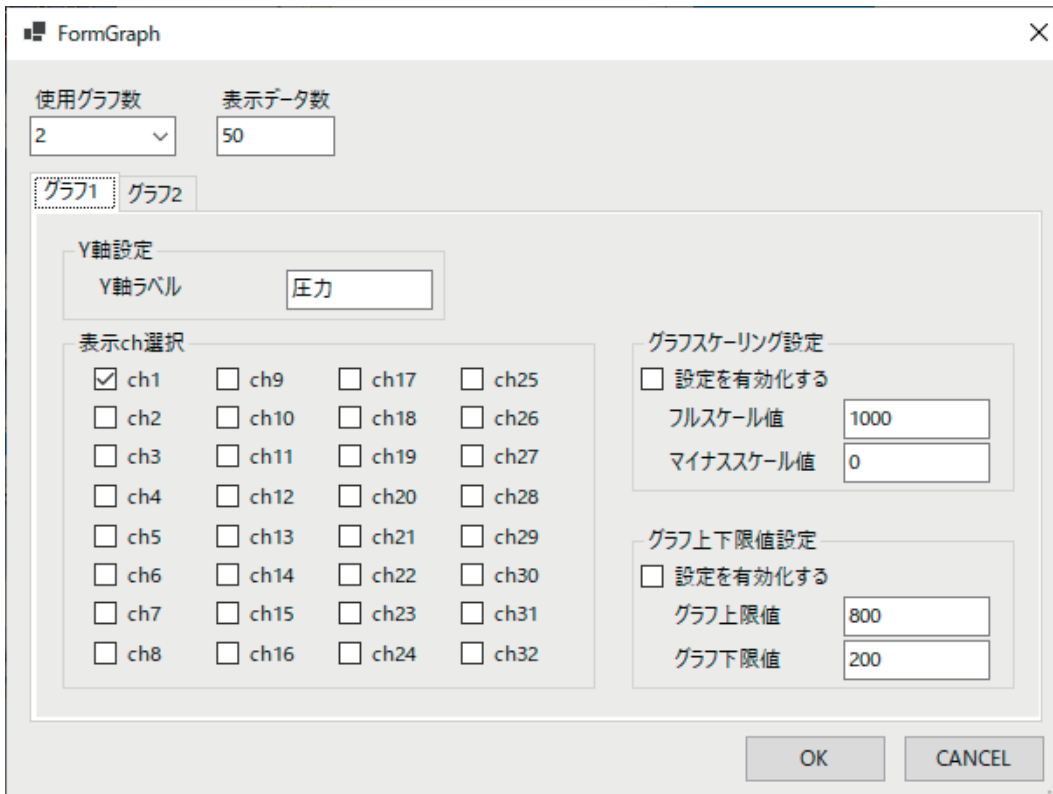 FormGraph
使用グラフ数 表示データ数
2 50
グラフ1 グラフ2
Y軸設定
Y軸ラベル 圧力
表示ch選択
ch1 ch9 ch17 ch25
ch2 ch10 ch18 ch26
ch3 ch11 ch19 ch27
ch4 ch12 ch20 ch28
ch5 ch13 ch21 ch29
ch6 ch14 ch22 ch30
ch7 ch15 ch23 ch31
ch8 ch16 ch24 ch32
グラフスケーリング設定
設定を有効化する
フルスケール値 1000
マイナススケール値 0
グラフ上下限値設定
設定を有効化する
グラフ上限値 800
グラフ下限値 200
OK CANCEL